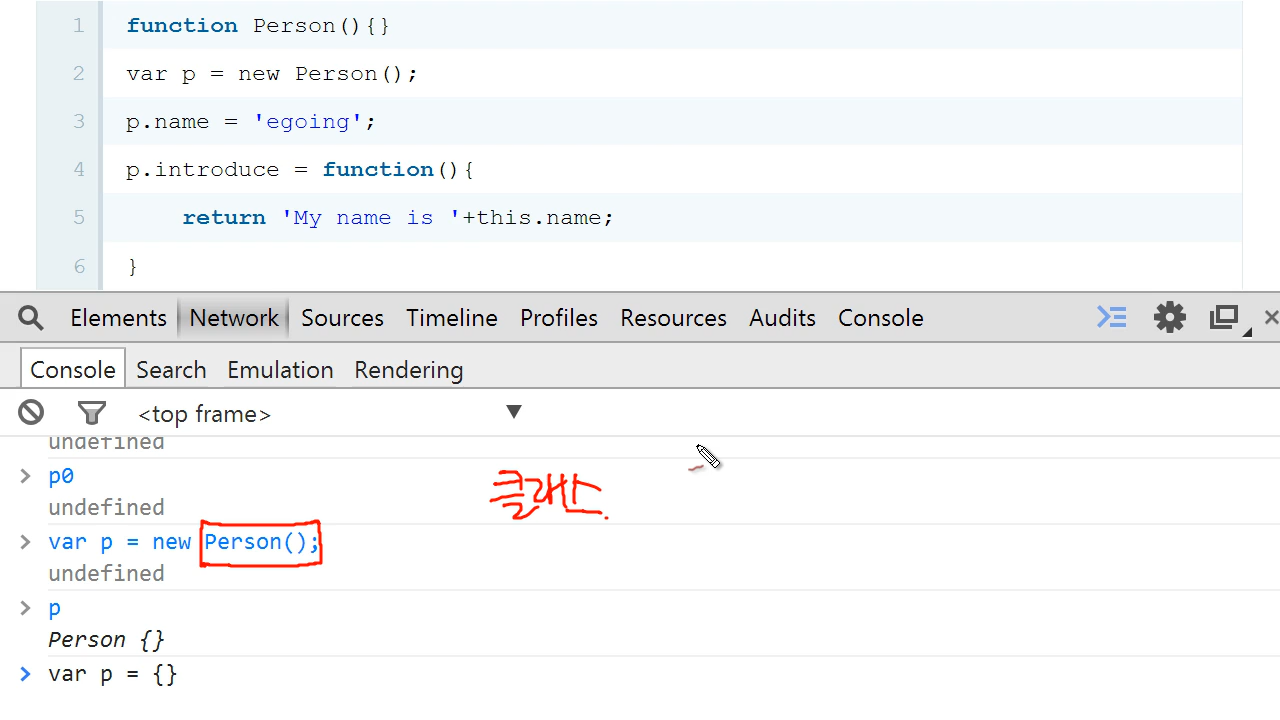 1 function Person(){}
2 var p = new Person();
3 p.name = 'egoing';
4 p.introduce = function(){
5 return 'My name is '+this.name;
6 }
Elements Network Sources Timeline Profiles Resources Audits Console
Console Search Emulation Rendering
<top frame>
undefined
> p0
undefined
클래스.
> var p = new Person();
undefined
> p
Person {}
> var p = {}